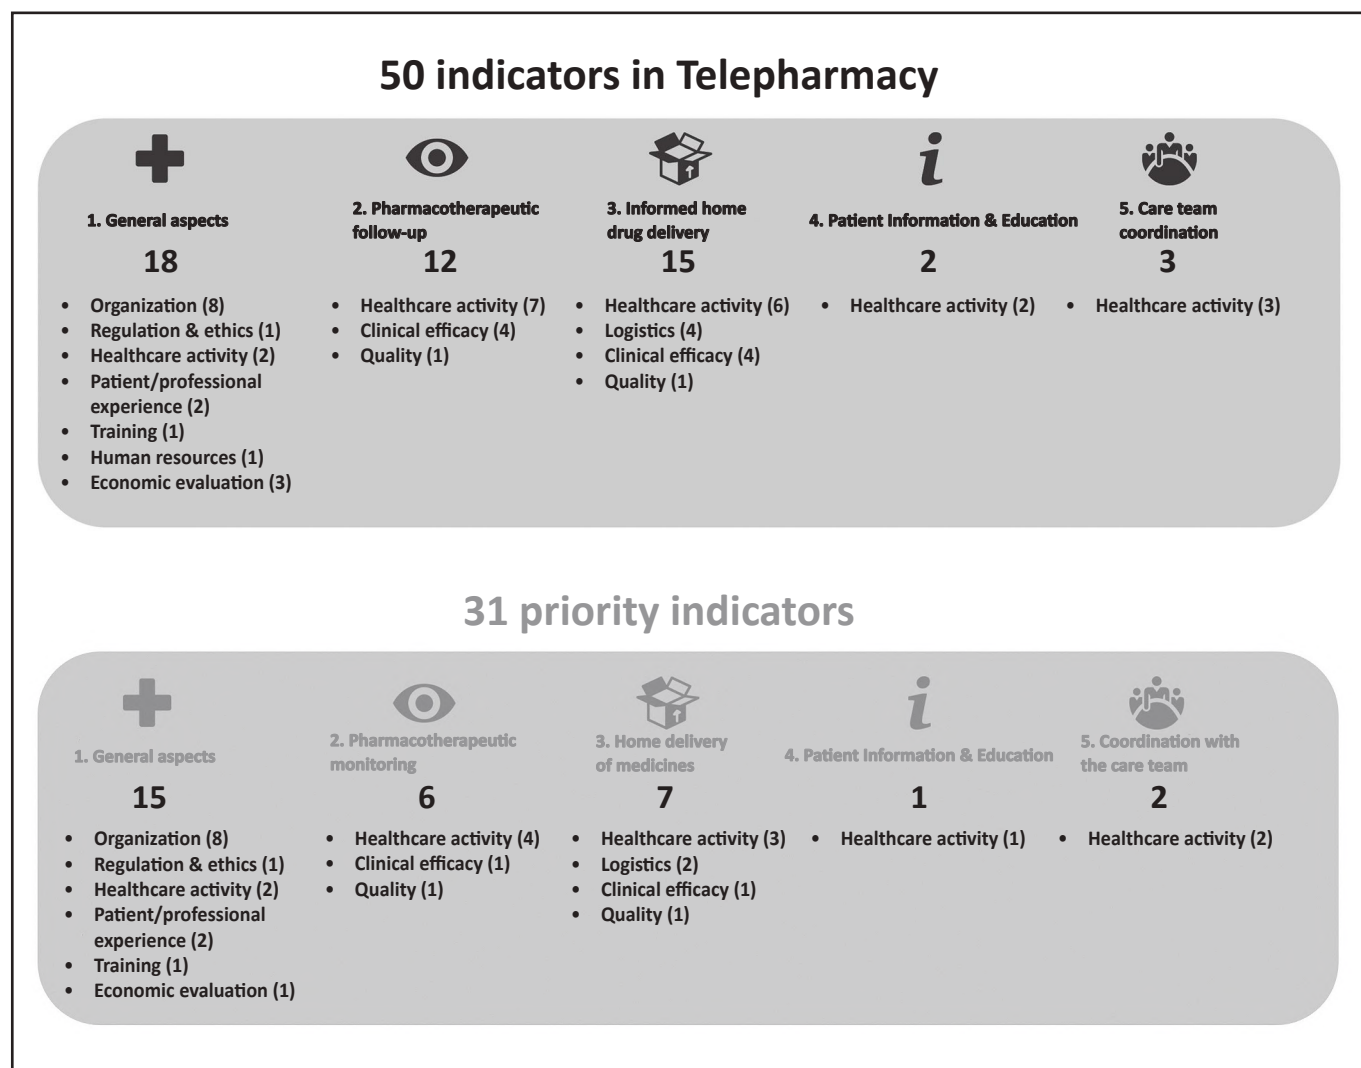 50 indicators in Telepharmacy
1. General aspects
18
• Organization (8)
• Regulation & ethics (1)
• Healthcare activity (2)
• Patient/professional
experience (2)
• Training (1)
• Human resources (1)
• Economic evaluation (3)
2. Pharmacotherapeutic
follow-up
12
• Healthcare activity (7)
• Clinical efficacy (4)
• Quality (1)
3. Informed home
drug delivery
15
• Healthcare activity (6)
• Logistics (4)
• Clinical efficacy (4)
• Quality (1)
4. Patient Information & Education
2
• Healthcare activity (2)
5. Care team
coordination
3
• Healthcare activity (3)
31 priority indicators
1. General aspects
15
• Organization (8)
• Regulation & ethics (1)
• Healthcare activity (2)
• Patient/professional
experience (2)
• Training (1)
• Economic evaluation (1)
2. Pharmacotherapeutic
monitoring
6
• Healthcare activity (4)
• Clinical efficacy (1)
• Quality (1)
3. Home delivery
of medicines
7
• Healthcare activity (3)
• Logistics (2)
• Clinical efficacy (1)
• Quality (1)
4. Patient Information & Education
1
• Healthcare activity (1)
5. Coordination with
the care team
2
• Healthcare activity (2)